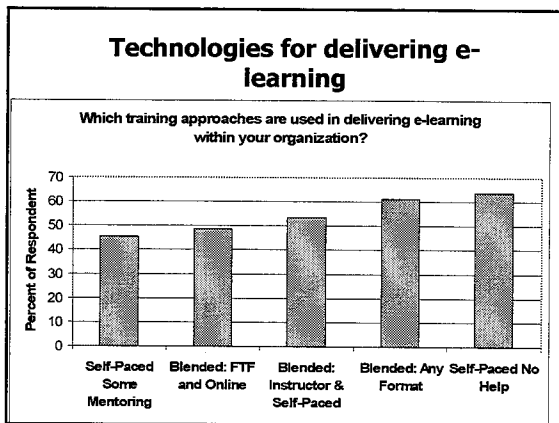 Technologies for delivering e-
learning
Which training approaches are used in delivering e-learning
within your organization?
Percent of Respondent
70
60
50
40
30
20
10
0
Self-Paced
Some
Mentoring
Blended: FTF
and Online
Blended:
Instructor &
Self-Paced
Blended: Any
Format
Self-Paced No
Help